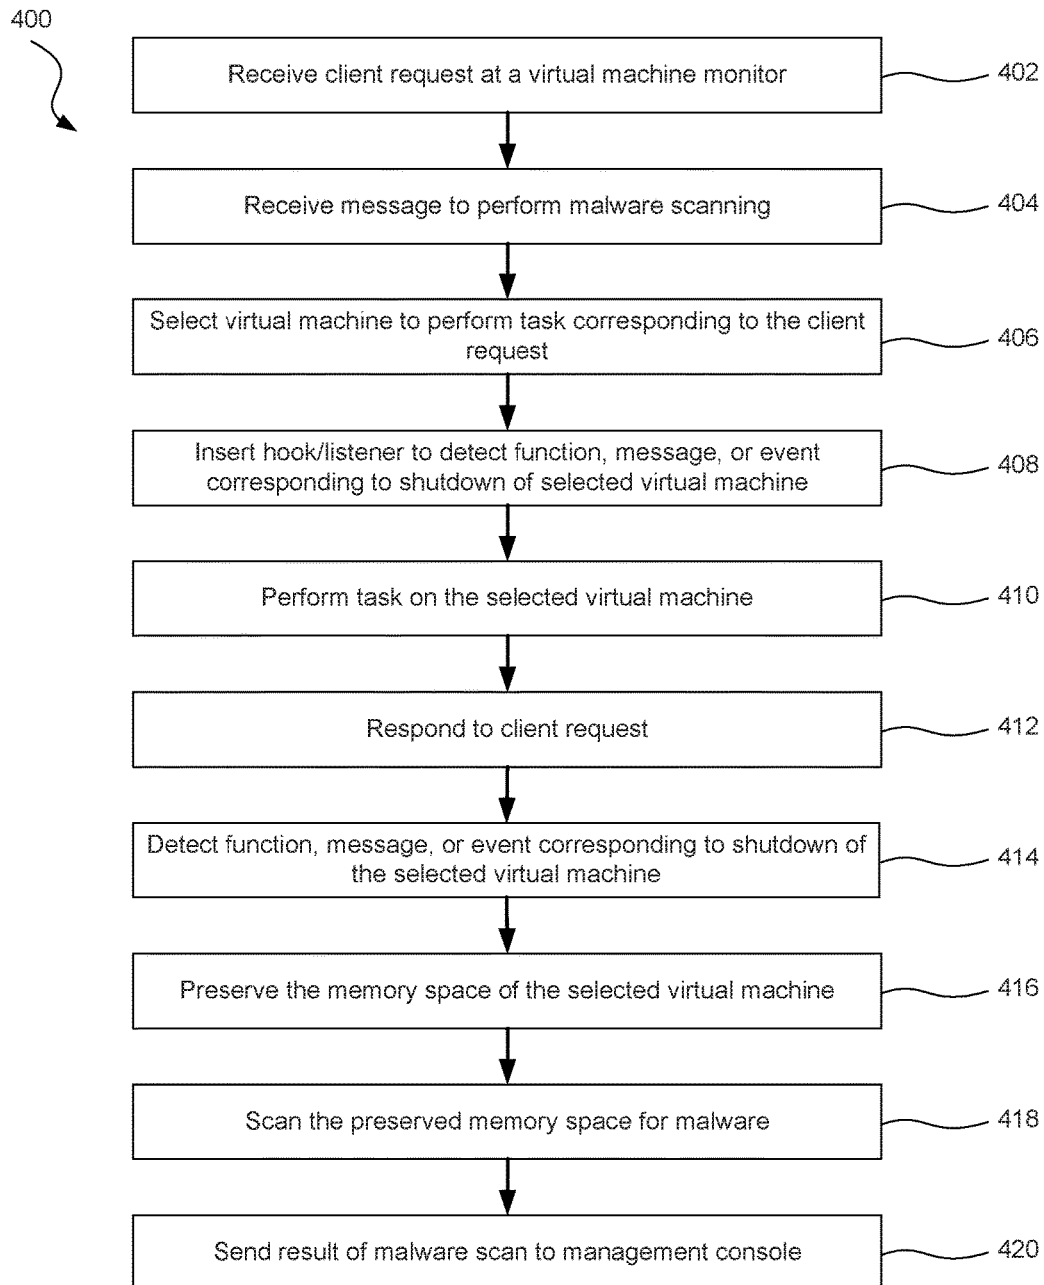 400
Receive client request at a virtual machine monitor
402
Receive message to perform malware scanning
404
Select virtual machine to perform task corresponding to the client
request
406
Insert hook/listener to detect function, message, or event
corresponding to shutdown of selected virtual machine
408
Perform task on the selected virtual machine
410
Respond to client request
412
Detect function, message, or event corresponding to shutdown of
the selected virtual machine
414
Preserve the memory space of the selected virtual machine
416
Scan the preserved memory space for malware
418
Send result of malware scan to management console
420